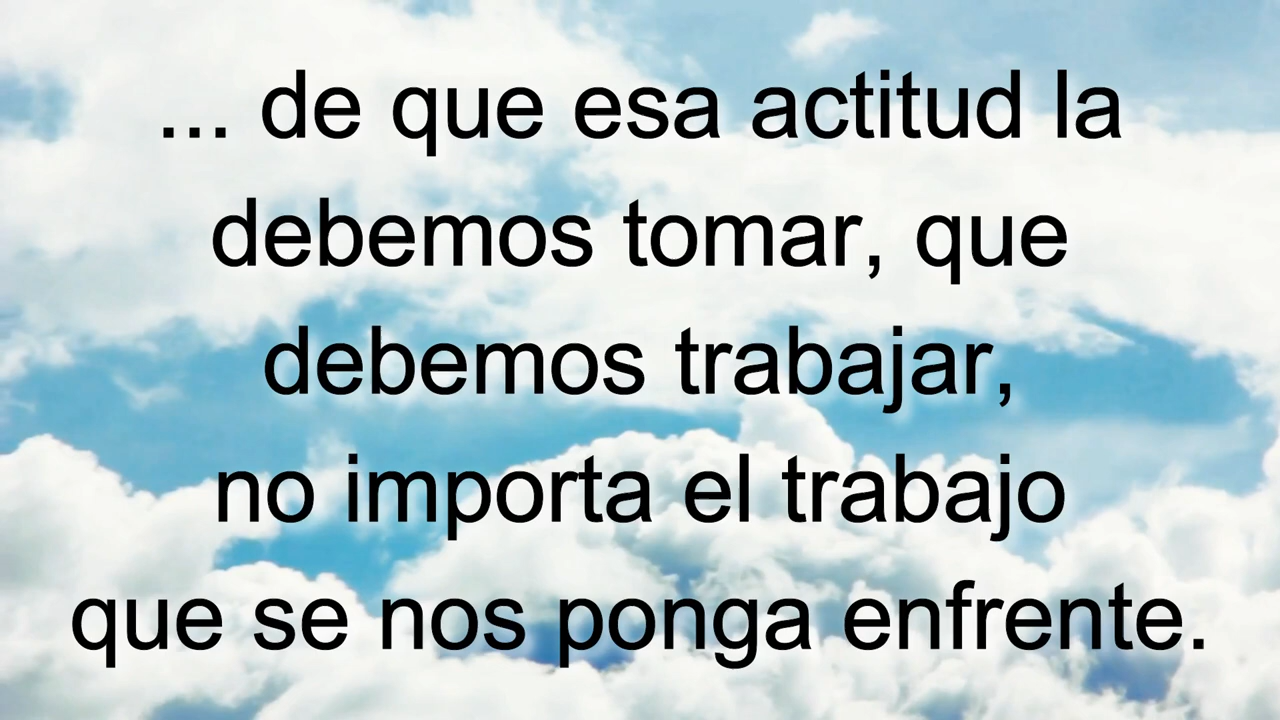 ... de que esa actitud la
debemos tomar, que
debemos trabajar,
no importa el trabajo
que se nos ponga enfrente.